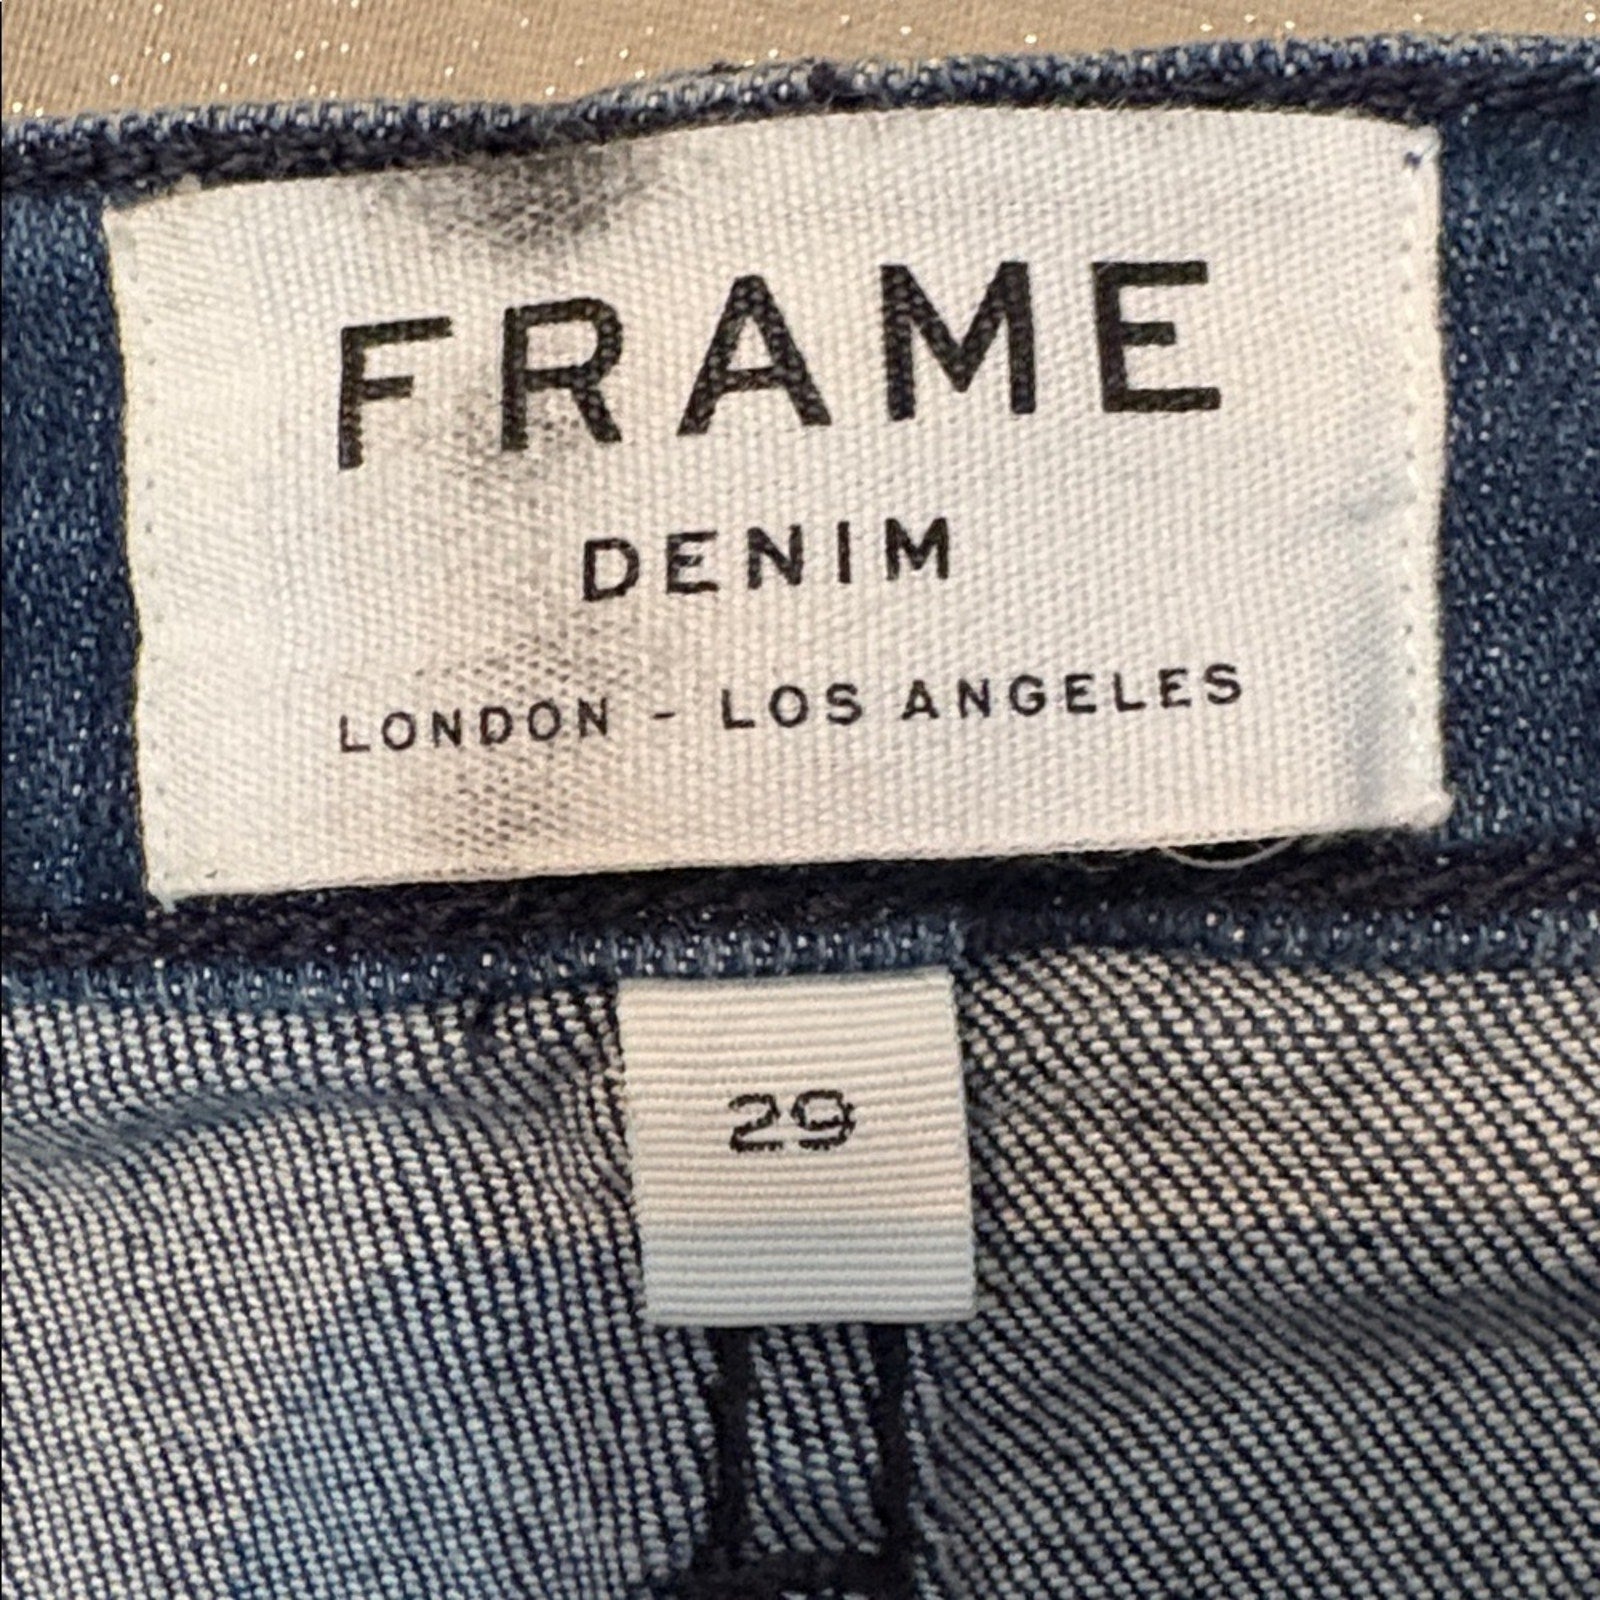 FRAME
DENIM
LONDON - LOS ANGELES
29